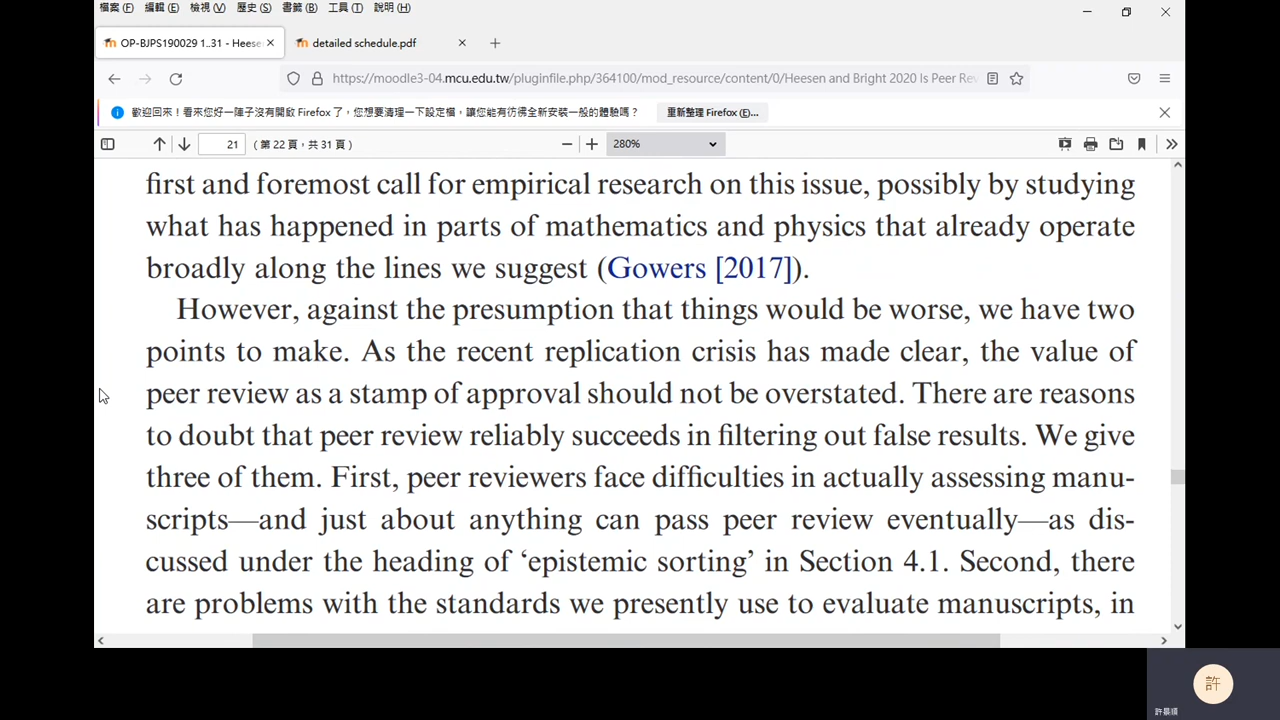 檔案(F) 編輯(E) 檢視(V) 歷史(S) 書籤(B) 工具(T) 說明(H)
OP-BJPS190029 1..31 - Heese
detailed schedule.pdf
https://moodle3-04.mcu.edu.tw/pluginfile.php/364100/mod_resource/content/0/Heesen and Bright 2020 Is Peer Rev
歡迎回來！看來您好一陣子沒有開啟 Firefox 了，您想要清理一下設定檔，讓您能有彷彿全新安裝一般的體驗嗎？ 重新整理 Firefox (E)...
21 (第 22 頁，共 31 頁) 280%
first and foremost call for empirical research on this issue, possibly by studying
what has happened in parts of mathematics and physics that already operate
broadly along the lines we suggest (Gowers [2017]).
However, against the presumption that things would be worse, we have two
points to make. As the recent replication crisis has made clear, the value of
peer review as a stamp of approval should not be overstated. There are reasons
to doubt that peer review reliably succeeds in filtering out false results. We give
three of them. First, peer reviewers face difficulties in actually assessing manu-
scripts—and just about anything can pass peer review eventually—as dis-
cussed under the heading of ‘epistemic sorting’ in Section 4.1. Second, there
are problems with the standards we presently use to evaluate manuscripts, in
許